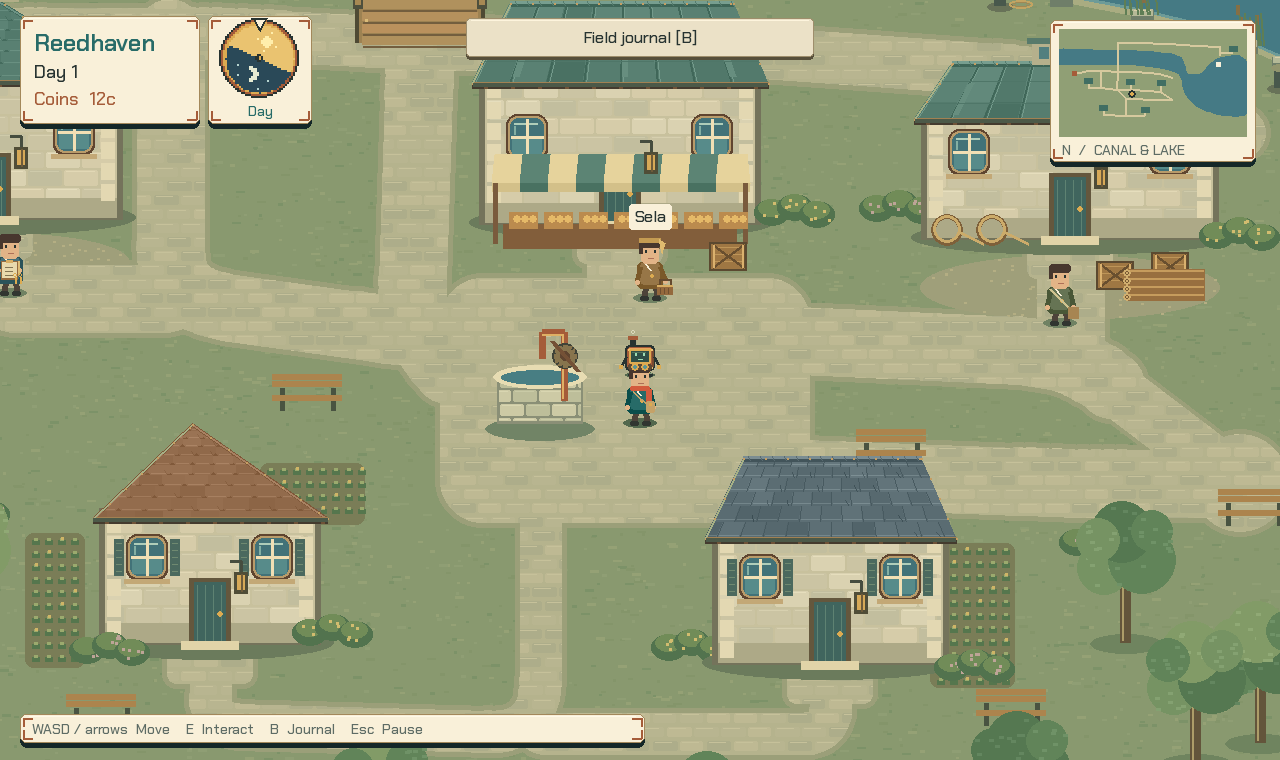 Reedhaven
Day 1
Coins 12c
Day
Field journal [B]
N / CANAL & LAKE
Sela
WASD / arrows Move E Interact B Journal Esc Pause